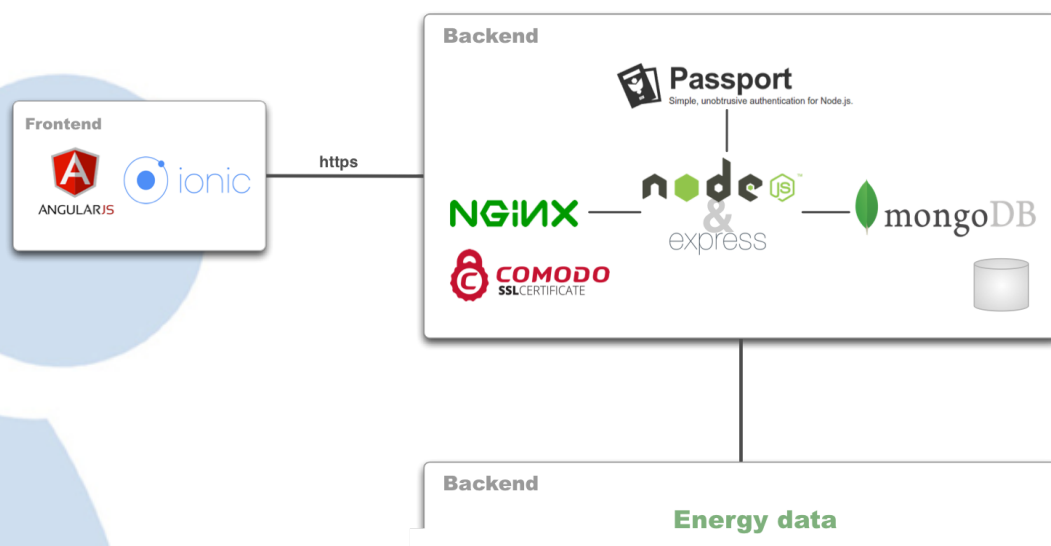 Backend
Passport
Simple, unobtrusive authentication for Node.js.
Frontend
A
ANGULARJS
ionic
https
node JS™
&
express
NGiNX
mongoDB
C
COMODO
SSLCERTIFICATE
Backend
Energy data